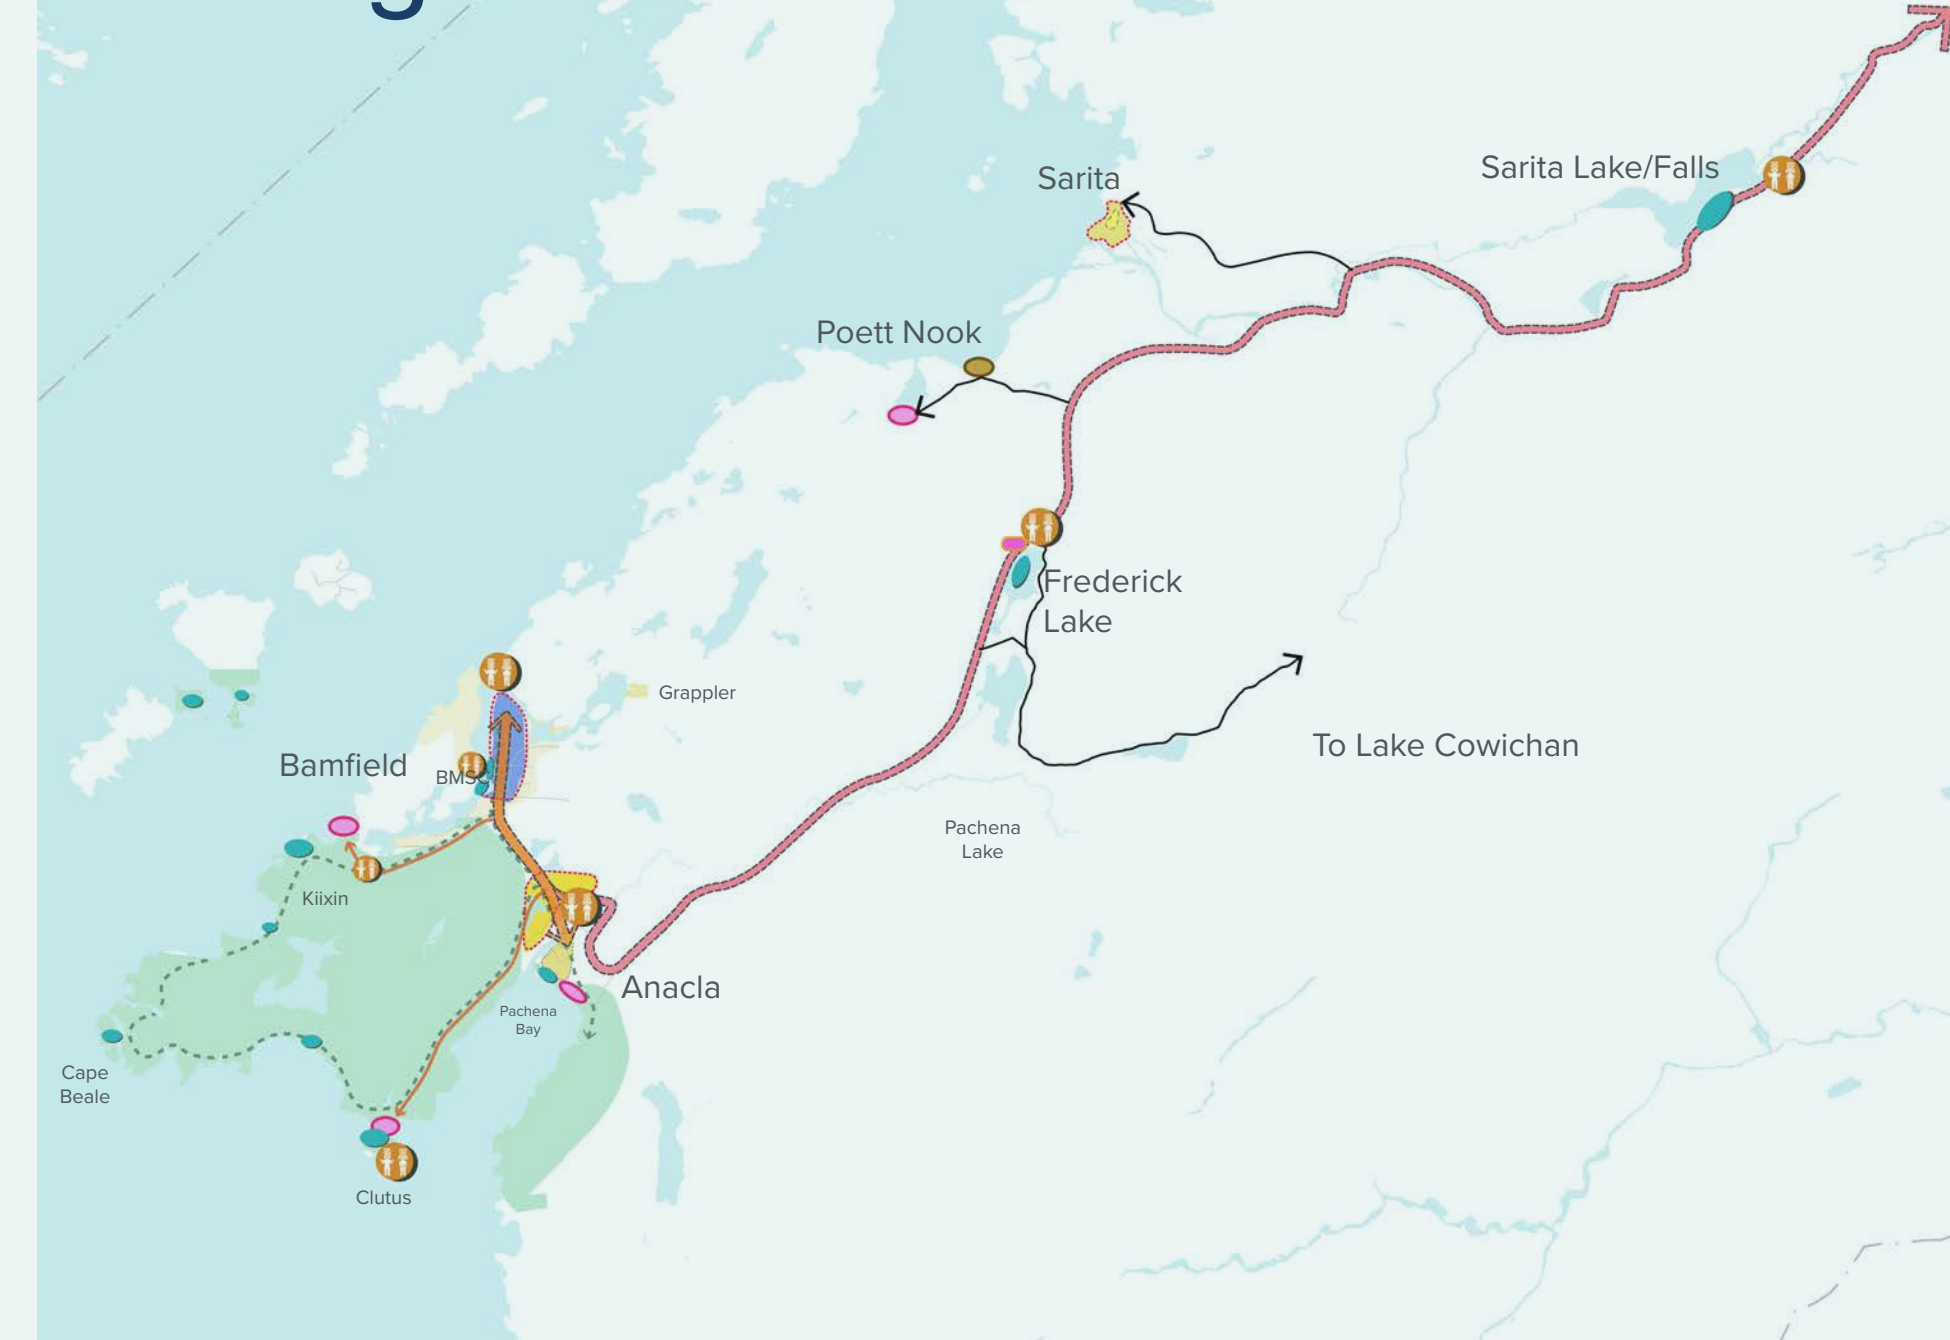 Sarita Lake/Falls
Sarita
Poett Nook
Frederick
Lake
Grappler
To Lake Cowichan
Bamfield
BMSC
Pachena
Lake
Kiixin
Anacla
Pachena
Bay
Cape
Beale
Clutus